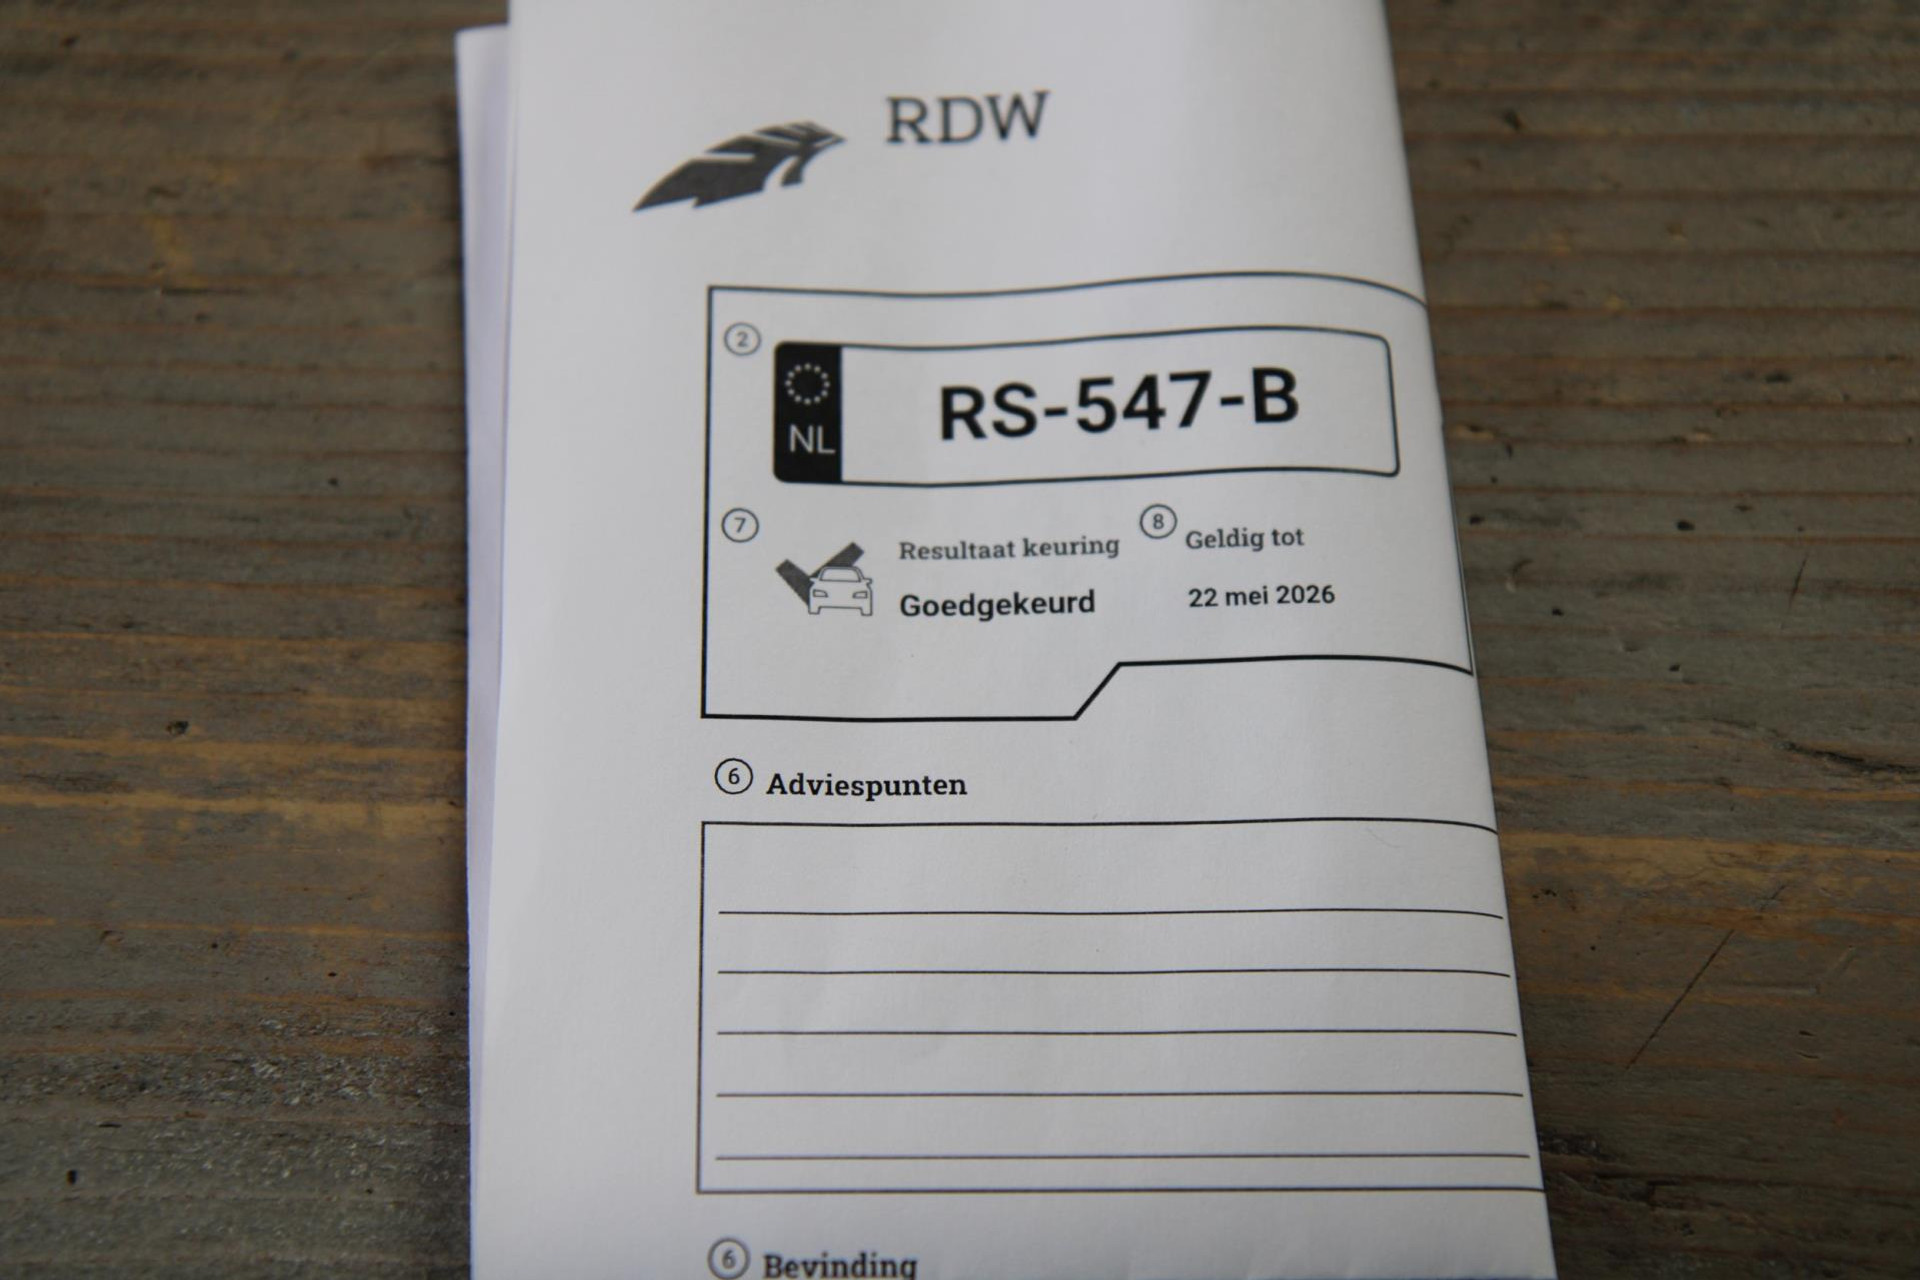 RDW
2
NL
RS-547-B
7
Resultaat keuring
8
Geldig tot
Goedgekeurd
22 mei 2026
6 Adviespunten
6 Bevinding